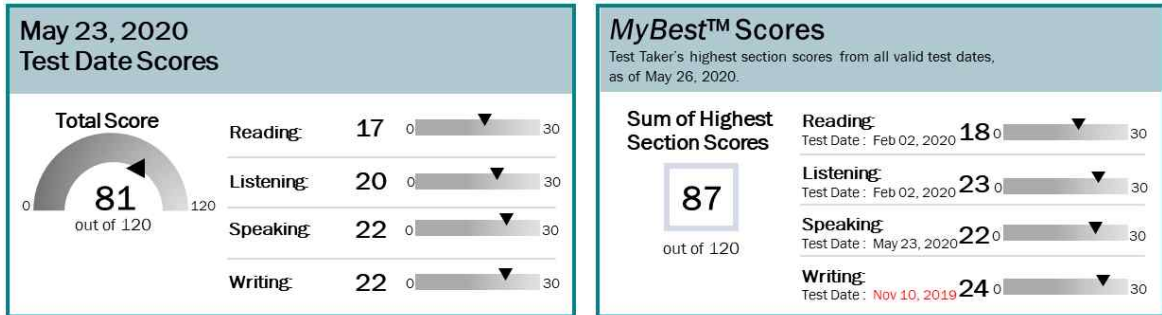 May 23, 2020
Test Date Scores
Total Score
0
81
120
out of 120
Reading: 17 0 30
Listening: 20 0 30
Speaking: 22 0 30
Writing: 22 0 30
MyBest™ Scores
Test Taker's highest section scores from all valid test dates,
as of May 26, 2020.
Sum of Highest
Section Scores
87
out of 120
Reading:
Test Date : Feb 02, 2020 18 0 30
Listening:
Test Date : Feb 02, 2020 23 0 30
Speaking:
Test Date : May 23, 2020 22 0 30
Writing:
Test Date : Nov 10, 2019 24 0 30